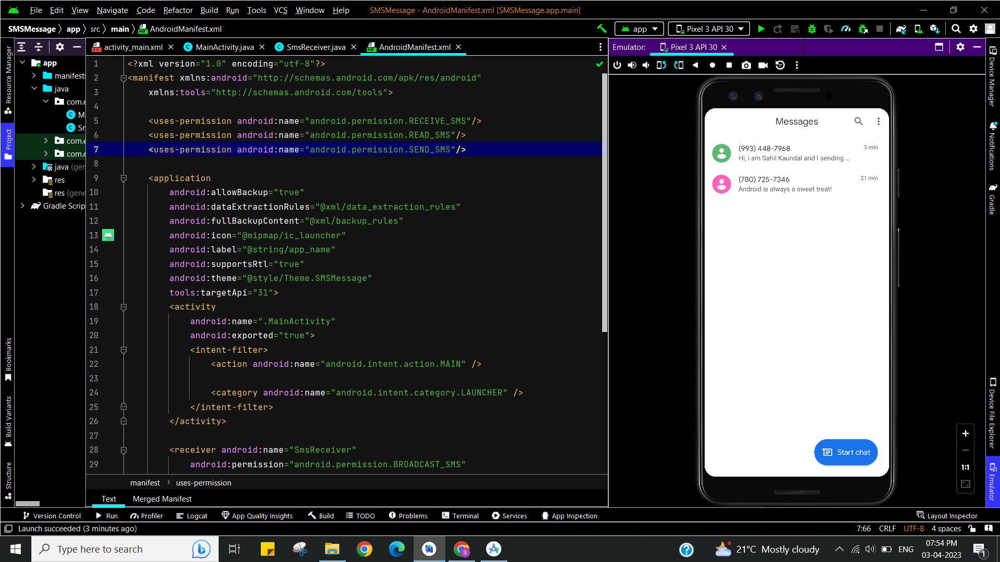 File Edit View Navigate Code Refactor Build Run Tools VCS Window Help SMSMessage - AndroidManifest.xml [SMSMessage.app.main]
SMSMessage app src main AndroidManifest.xml app Pixel 3 API 30
activity_main.xml MainActivity.java SmsReceiver.java AndroidManifest.xml
Emulator: Pixel 3 API 30
Resource Manager
Project
Bookmarks
Build Variants
Structure
app
manifests
java
com.e
Ma
Sm
com.e
com.e
java (gen
res
res (gene
Gradle Scrip
1 <?xml version="1.0" encoding="utf-8"?>
2 <manifest xmlns:android="http://schemas.android.com/apk/res/android"
3 xmlns:tools="http://schemas.android.com/tools">
4
5 <uses-permission android:name="android.permission.RECEIVE_SMS"/>
6 <uses-permission android:name="android.permission.READ_SMS"/>
7 <uses-permission android:name="android.permission.SEND_SMS"/>
8
9 <application
10 android:allowBackup="true"
11 android:dataExtractionRules="@xml/data_extraction_rules"
12 android:fullBackupContent="@xml/backup_rules"
13 android:icon="@mipmap/ic_launcher"
14 android:label="@string/app_name"
15 android:supportsRtl="true"
16 android:theme="@style/Theme.SMSMessage"
17 tools:targetApi="31">
18 <activity
19 android:name=".MainActivity"
20 android:exported="true">
21 <intent-filter>
22 <action android:name="android.intent.action.MAIN" />
23
24 <category android:name="android.intent.category.LAUNCHER" />
25 </intent-filter>
26 </activity>
27
28 <receiver android:name="SmsReceiver"
29 android:permission="android.permission.BROADCAST_SMS"
manifest uses-permission
Text Merged Manifest
Messages
(993) 448-7968 3 min
Hi, i am Sahil Kaundal and I sending ...
(780) 725-7346 21 min
Android is always a sweet treat!
Start chat
1:1
Device Manager
Notifications
Gradle
Device File Explorer
Emulator
Version Control Run Profiler Logcat App Quality Insights Build TODO Problems Terminal Services App Inspection Layout Inspector
Launch succeeded (3 minutes ago) 7:66 CRLF UTF-8 4 spaces
Type here to search 21°C Mostly cloudy ENG 07:54 PM
03-04-2023 1